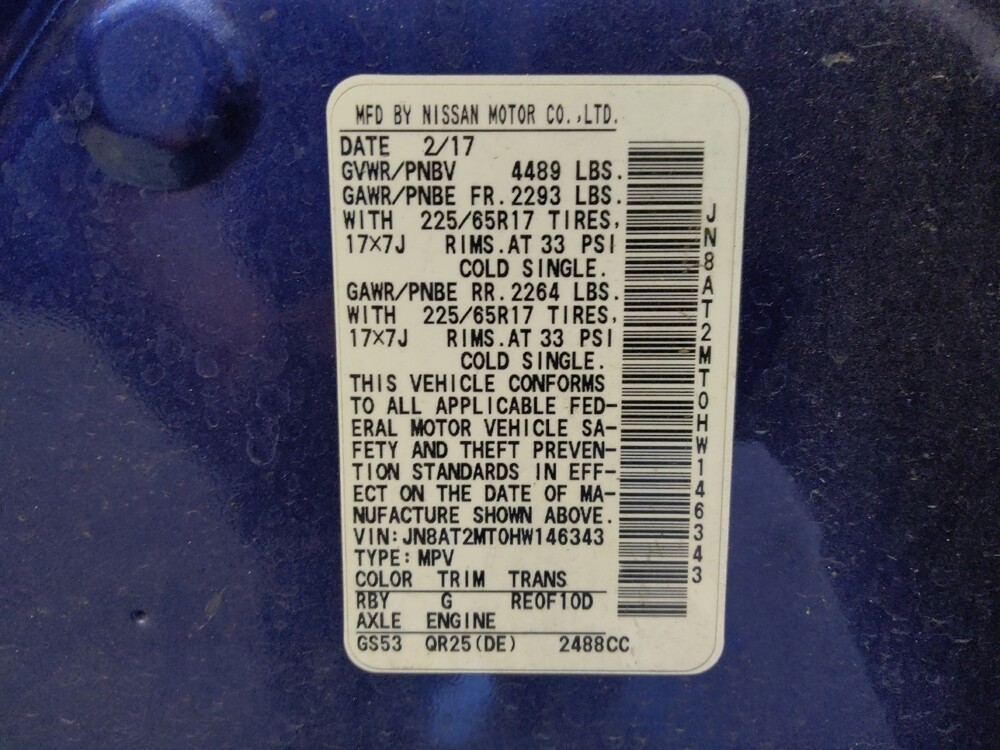 MFD BY NISSAN MOTOR CO.,LTD.
DATE 2/17
GVWR/PNBV 4489 LBS.
GAWR/PNBE FR. 2293 LBS.
WITH 225/65R17 TIRES,
17×7J RIMS. AT 33 PSI
COLD SINGLE.
GAWR/PNBE RR. 2264 LBS.
WITH 225/65R17 TIRES,
17×7J RIMS. AT 33 PSI
COLD SINGLE.
THIS VEHICLE CONFORMS
TO ALL APPLICABLE FED-
ERAL MOTOR VEHICLE SA-
FETY AND THEFT PREVEN-
TION STANDARDS IN EFF-
ECT ON THE DATE OF MA-
NUFACTURE SHOWN ABOVE.
VIN: JN8AT2MT0HW146343
TYPE: MPV
COLOR TRIM TRANS
RBY G RE0F10D
AXLE ENGINE
GS53 QR25(DE) 2488CC
JN8AT2MT0HW146343